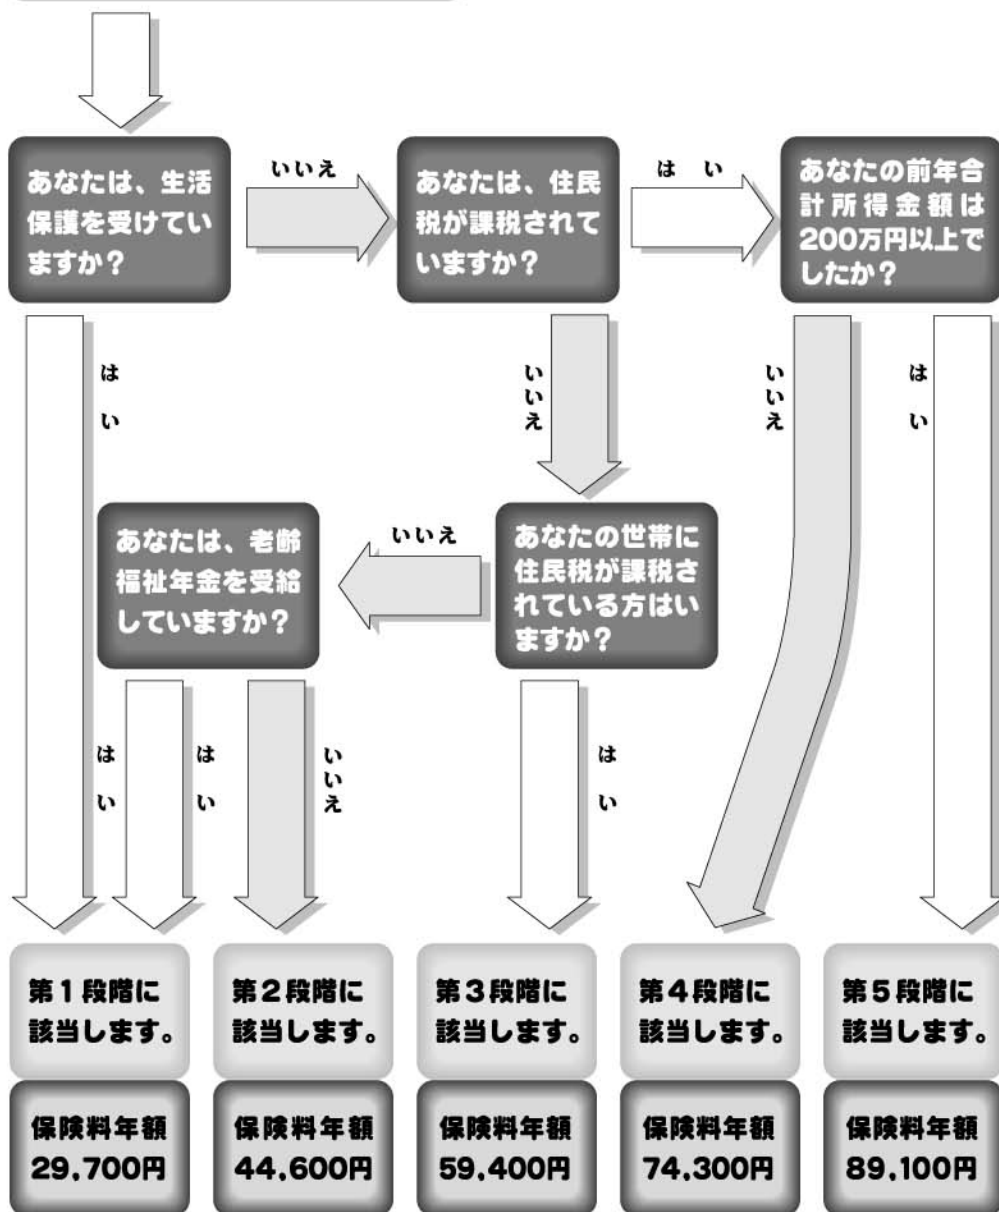 あなたは、生活
保護を受けてい
ますか？
いいえ
あなたは、住民
税が課税されて
いますか？
はい
あなたの前年合
計所得金額は
200万円以上で
したか？
はい
いいえ
いいえ
はい
あなたは、老齢
福祉年金を受給
していますか？
いいえ
あなたの世帯に
住民税が課税さ
れている方はい
ますか？
はい
はい
いいえ
はい
第1段階に
該当します。
第2段階に
該当します。
第3段階に
該当します。
第4段階に
該当します。
第5段階に
該当します。
保険料年額
29,700円
保険料年額
44,600円
保険料年額
59,400円
保険料年額
74,300円
保険料年額
89,100円